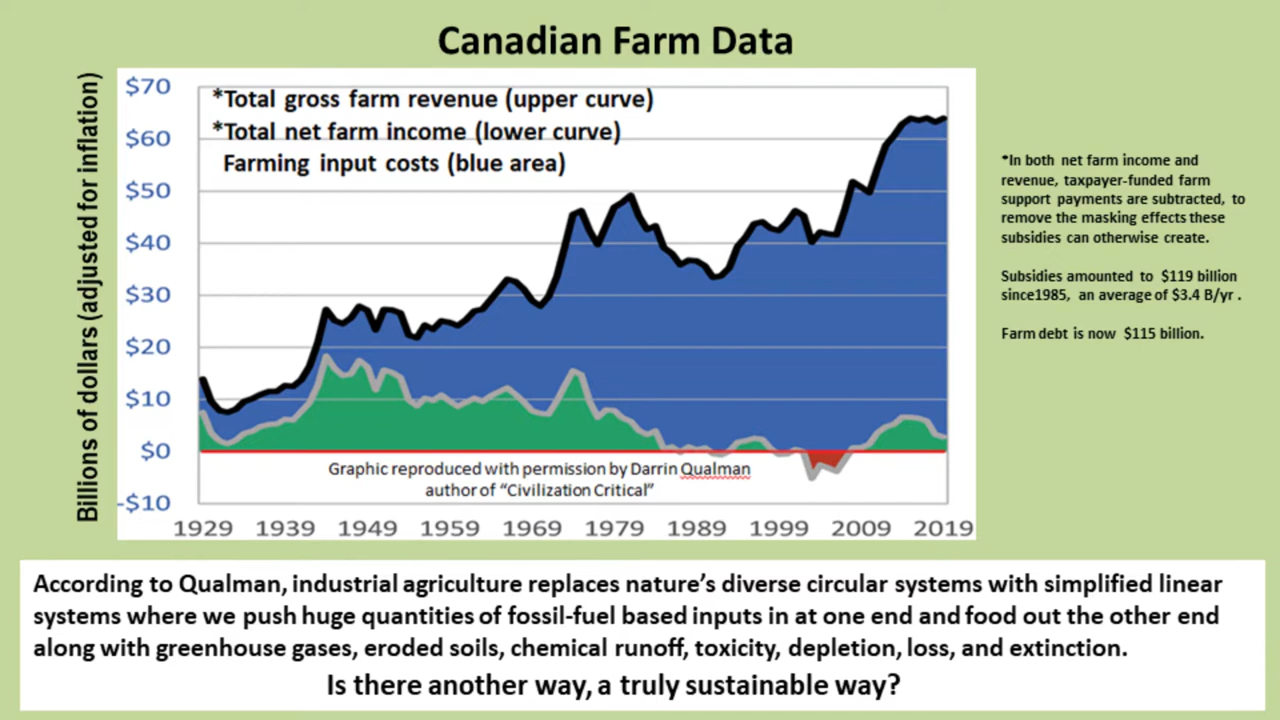 Canadian Farm Data
Billions of dollars (adjusted for inflation)
$70
$60
$50
$40
$30
$20
$10
$0
-$10
*Total gross farm revenue (upper curve)
*Total net farm income (lower curve)
Farming input costs (blue area)
Graphic reproduced with permission by Darrin Qualman
author of "Civilization Critical"
1929 1939 1949 1959 1969 1979 1989 1999 2009 2019
*In both net farm income and
revenue, taxpayer-funded farm
support payments are subtracted, to
remove the masking effects these
subsidies can otherwise create.
Subsidies amounted to $119 billion
since1985, an average of $3.4 B/yr .
Farm debt is now $115 billion.
According to Qualman, industrial agriculture replaces nature's diverse circular systems with simplified linear
systems where we push huge quantities of fossil-fuel based inputs in at one end and food out the other end
along with greenhouse gases, eroded soils, chemical runoff, toxicity, depletion, loss, and extinction.
Is there another way, a truly sustainable way?